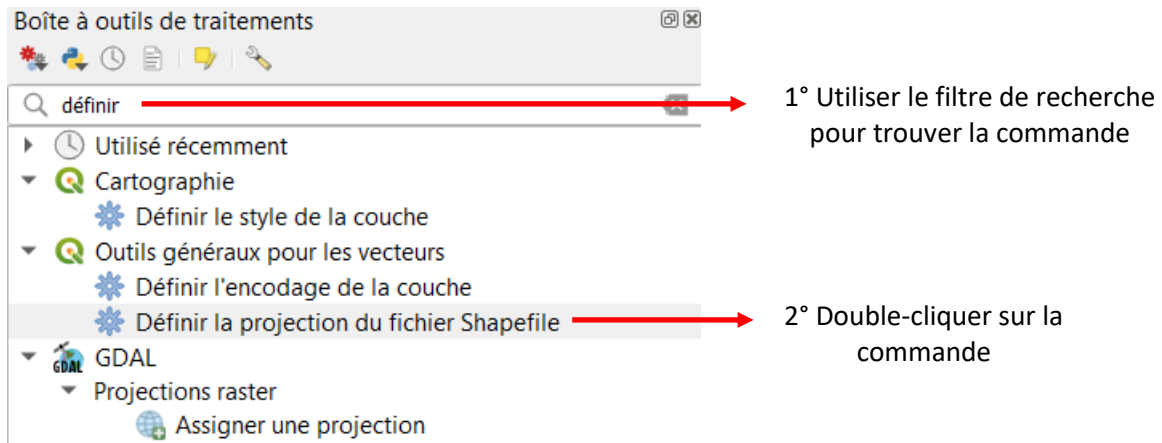 Boîte à outils de traitements
définir
1° Utiliser le filtre de recherche
pour trouver la commande
Utilisé récemment
Cartographie
Définir le style de la couche
Outils généraux pour les vecteurs
Définir l'encodage de la couche
Définir la projection du fichier Shapefile
2° Double-cliquer sur la
commande
GDAL
GDAL
Projections raster
Assigner une projection